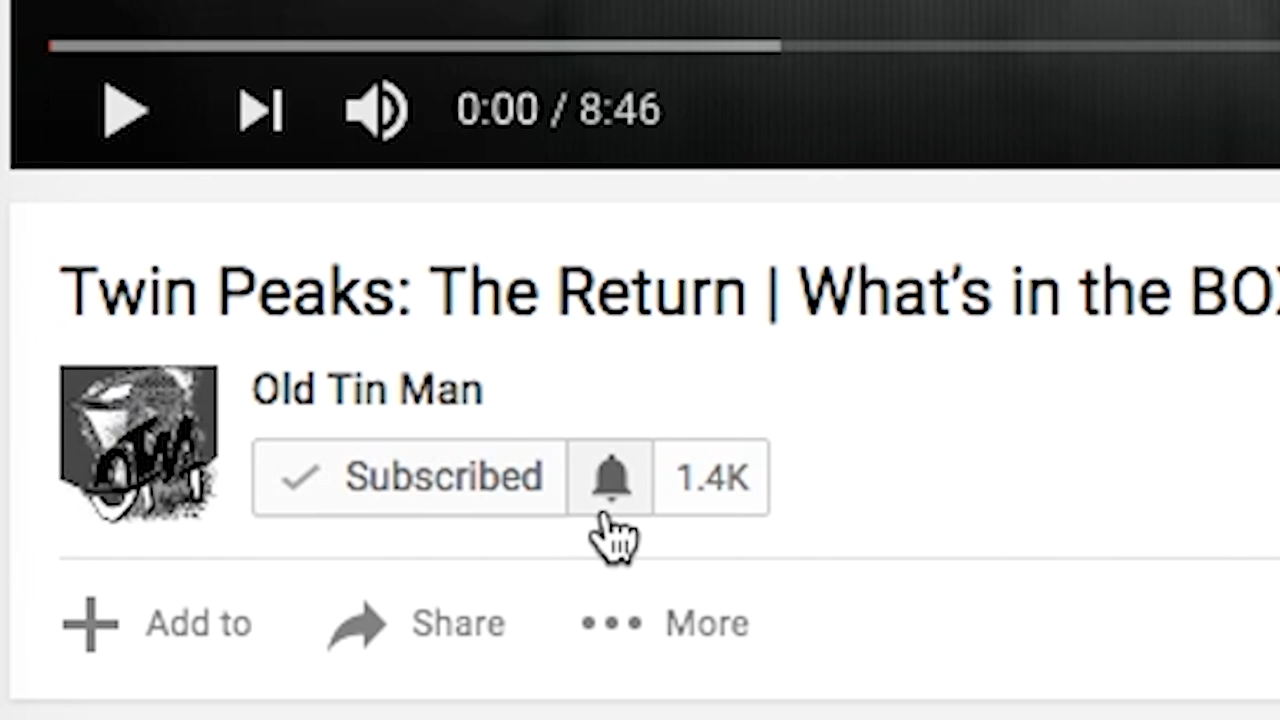 0:00 / 8:46
Twin Peaks: The Return | What's in the BOX
Old Tin Man
Subscribed 1.4K
Add to Share More